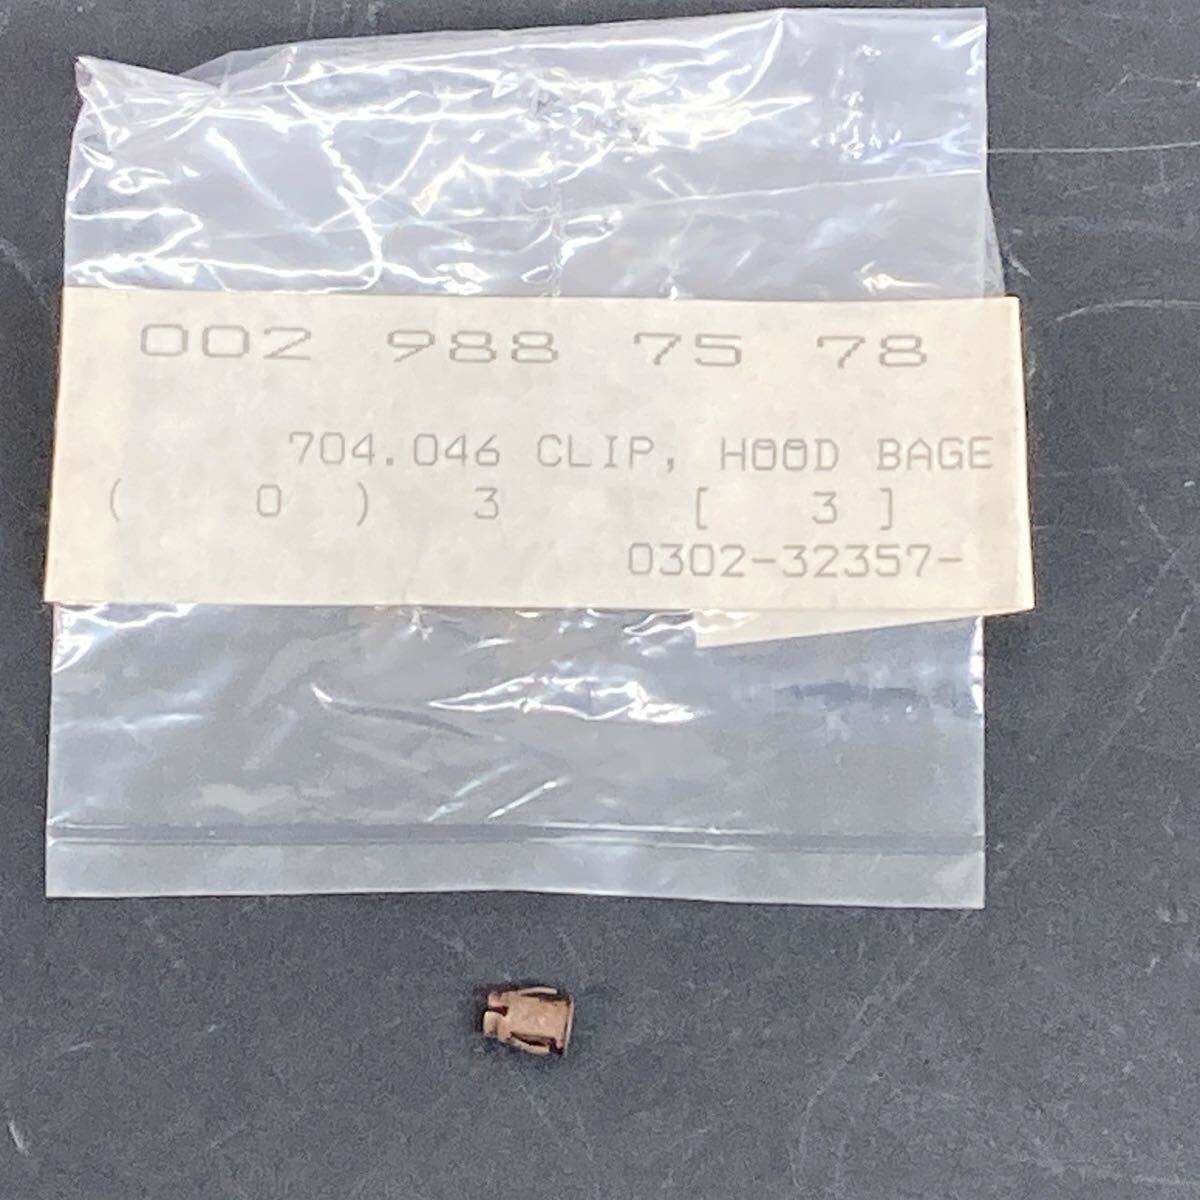 002 988 75 78
704.046 CLIP, HOOD BAGE
( 0 ) 3 [ 3 ]
0302-32357-